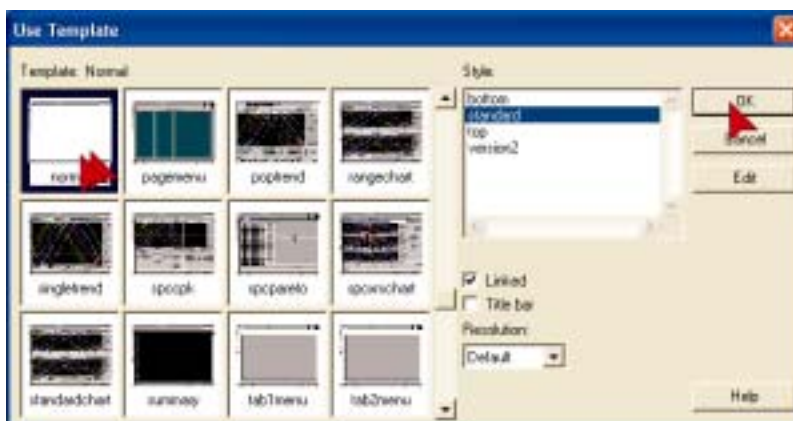 Use Template
Template: Normal
normal
pagemenu
poptrend
rangechart
singletrend
spccpk
spcpareto
spcxrschart
standardchart
summary
tab1menu
tab2menu
Style:
bottom
standard
top
version2
Linked
Title bar
Resolution:
Default
OK
Cancel
Edit
Help